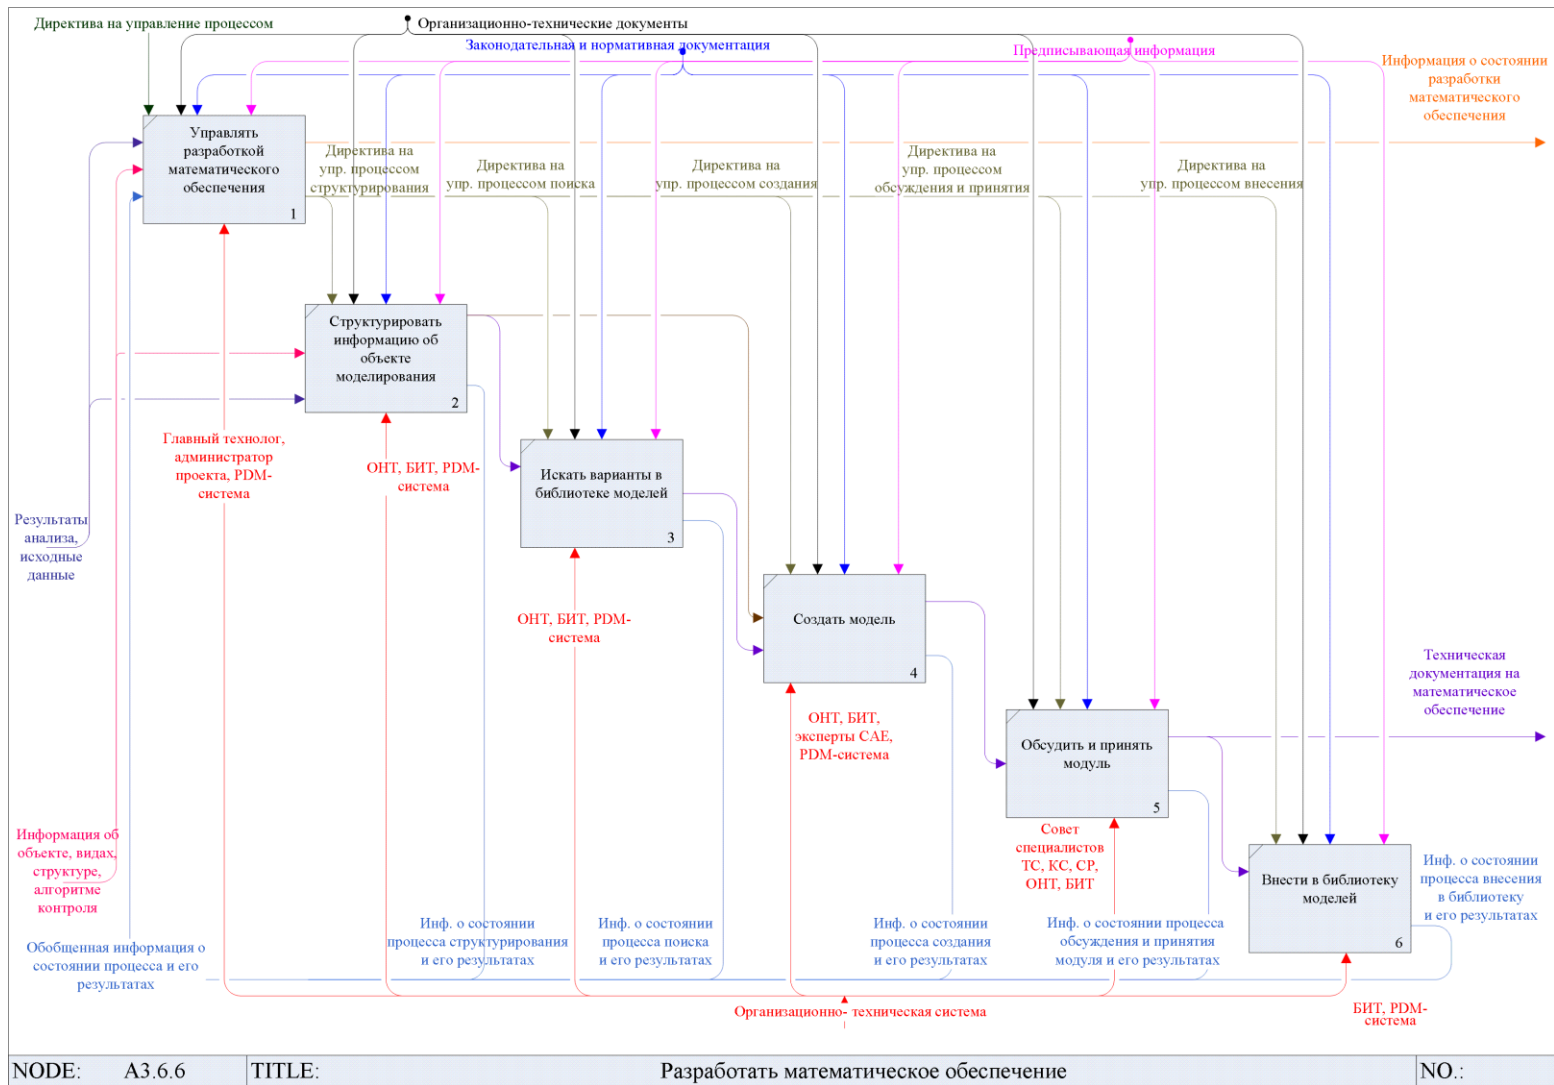 Директива на управление процессом
Организационно-технические документы
Законодательная и нормативная документация
Предписывающая информация
Информация о состоянии
разработки
математического
обеспечения
Управлять
разработкой
математического
обеспечения
1
Директива на
упр. процессом
структурирования
Директива на
упр. процессом поиска
Директива на
упр. процессом создания
Директива на
упр. процессом
обсуждения и принятия
Директива на
упр. процессом внесения
Структурировать
информацию об
объекте
моделирования
2
Главный технолог,
администратор
проекта, PDM-
система
ОНТ, БИТ, PDM-
система
Искать варианты в
библиотеке моделей
3
Результаты
анализа,
исходные
данные
ОНТ, БИТ, PDM-
система
Создать модель
4
Техническая
документация на
математическое
обеспечение
ОНТ, БИТ,
эксперты CAE,
PDM-система
Обсудить и принять
модуль
5
Информация об
объекте, видах,
структуре,
алгоритме
контроля
Совет
специалистов
ТС, КС, СР,
ОНТ, БИТ
Внести в библиотеку
моделей
6
Инф. о состоянии
процесса внесения
в библиотеку
и его результатах
Обобщенная информация о
состоянии процесса и его
результатах
Инф. о состоянии
процесса структурирования
и его результатах
Инф. о состоянии
процесса поиска
и его результатах
Инф. о состоянии
процесса создания
и его результатах
Инф. о состоянии процесса
обсуждения и принятия
модуля и его результатах
Организационно- техническая система
БИТ, PDM-
система
NODE: A3.6.6 TITLE: Разработать математическое обеспечение NO.: